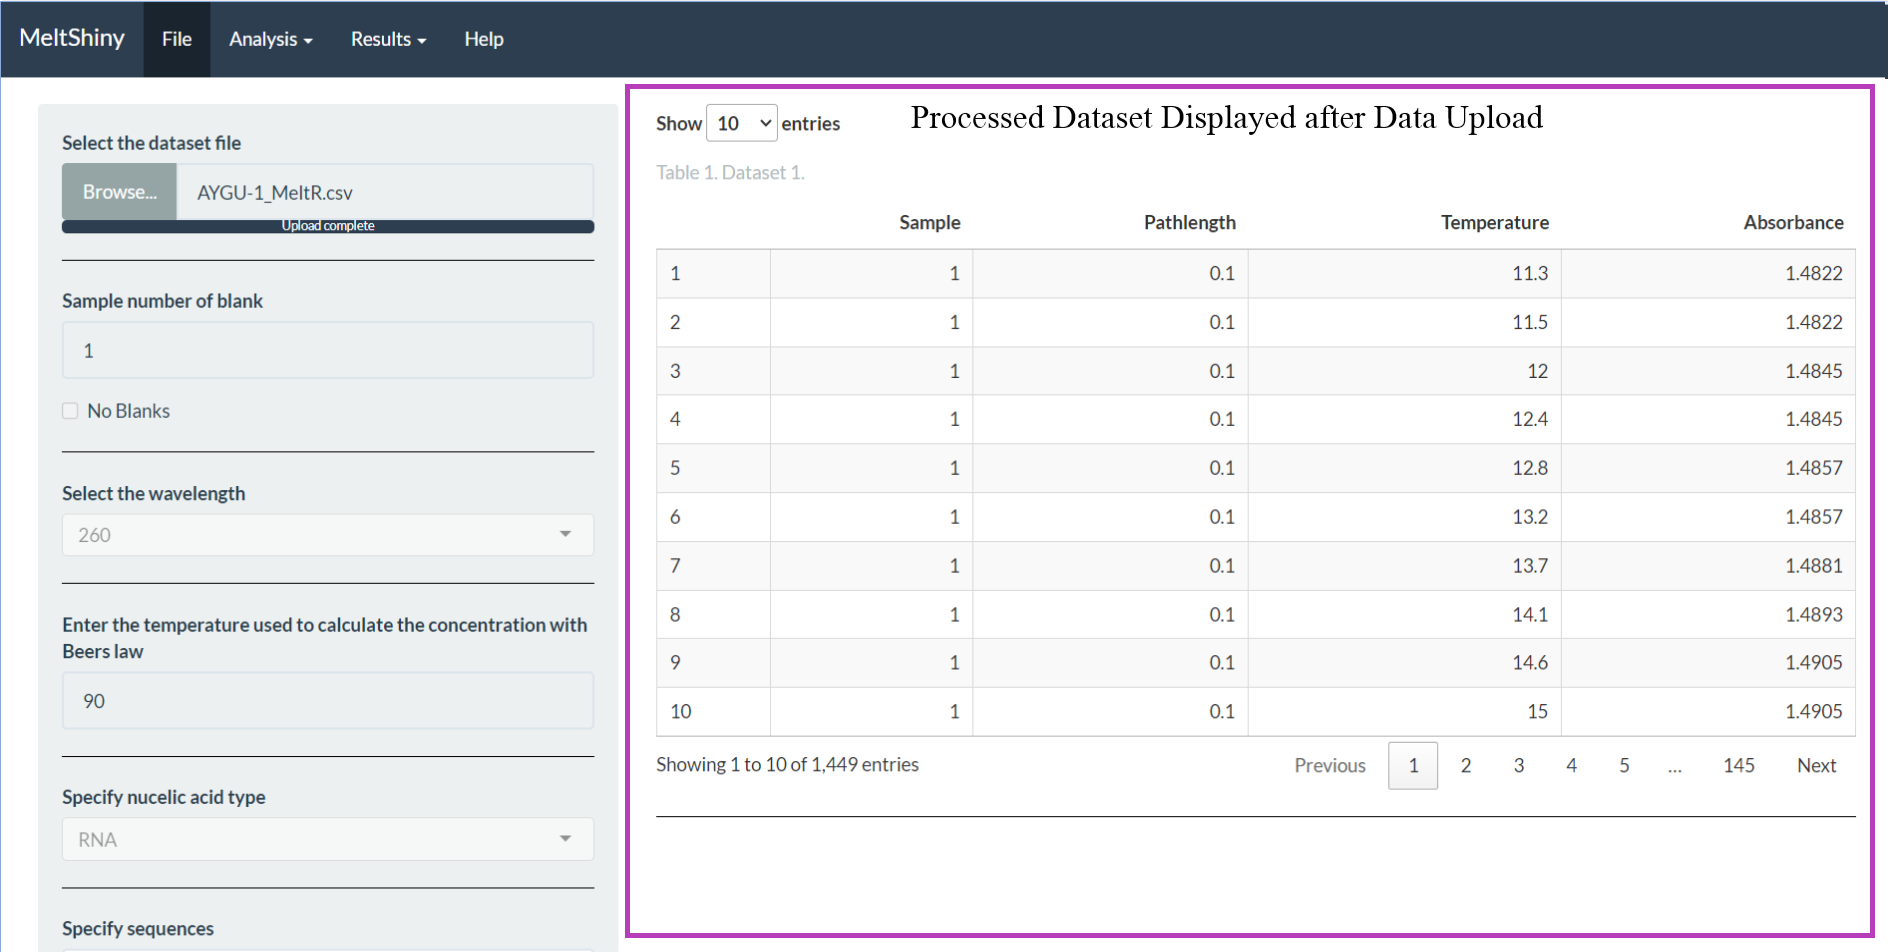 MeltShiny File Analysis Results Help
Select the dataset file
Browse... AYGU-1_MeltR.csv
Upload complete
Sample number of blank
1
No Blanks
Select the wavelength
260
Enter the temperature used to calculate the concentration with
Beers law
90
Specify nucelic acid type
RNA
Specify sequences
Processed Dataset Displayed after Data Upload
Show 10 entries
Table 1. Dataset 1.
Sample Pathlength Temperature Absorbance
1 1 0.1 11.3 1.4822
2 1 0.1 11.5 1.4822
3 1 0.1 12 1.4845
4 1 0.1 12.4 1.4845
5 1 0.1 12.8 1.4857
6 1 0.1 13.2 1.4857
7 1 0.1 13.7 1.4881
8 1 0.1 14.1 1.4893
9 1 0.1 14.6 1.4905
10 1 0.1 15 1.4905
Showing 1 to 10 of 1,449 entries
Previous 1 2 3 4 5 ... 145 Next